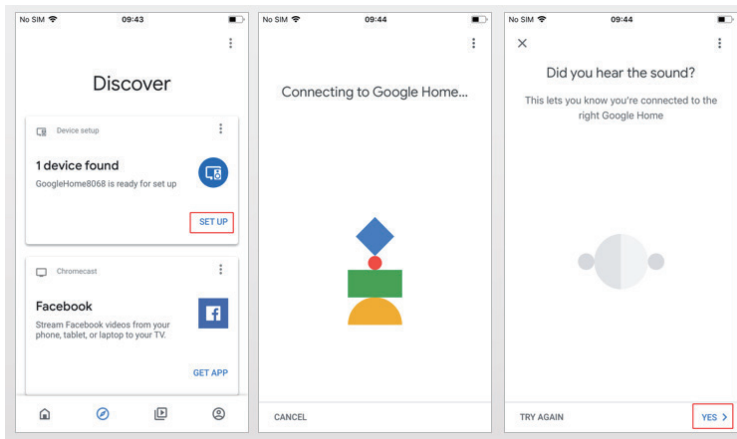 No SIM 09:43
Discover
Device setup
1 device found
GoogleHome8068 is ready for set up
SET UP
Chromecast
Facebook
Stream Facebook videos from your
phone, tablet, or laptop to your TV.
GET APP
No SIM 09:44
Connecting to Google Home...
CANCEL
No SIM 09:44
Did you hear the sound?
This lets you know you're connected to the
right Google Home
TRY AGAIN YES